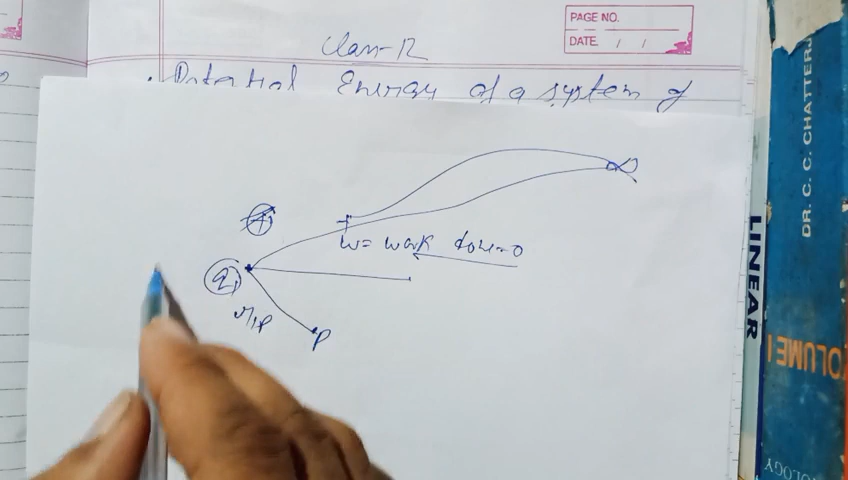 PAGE NO.
DATE / /
Class-12
Potential Energy of a system of
∞
W= work done=0
q1
r1P
P
LINEAR
DR. C. C. CHATTERJ
VOLUME I
OLOGY